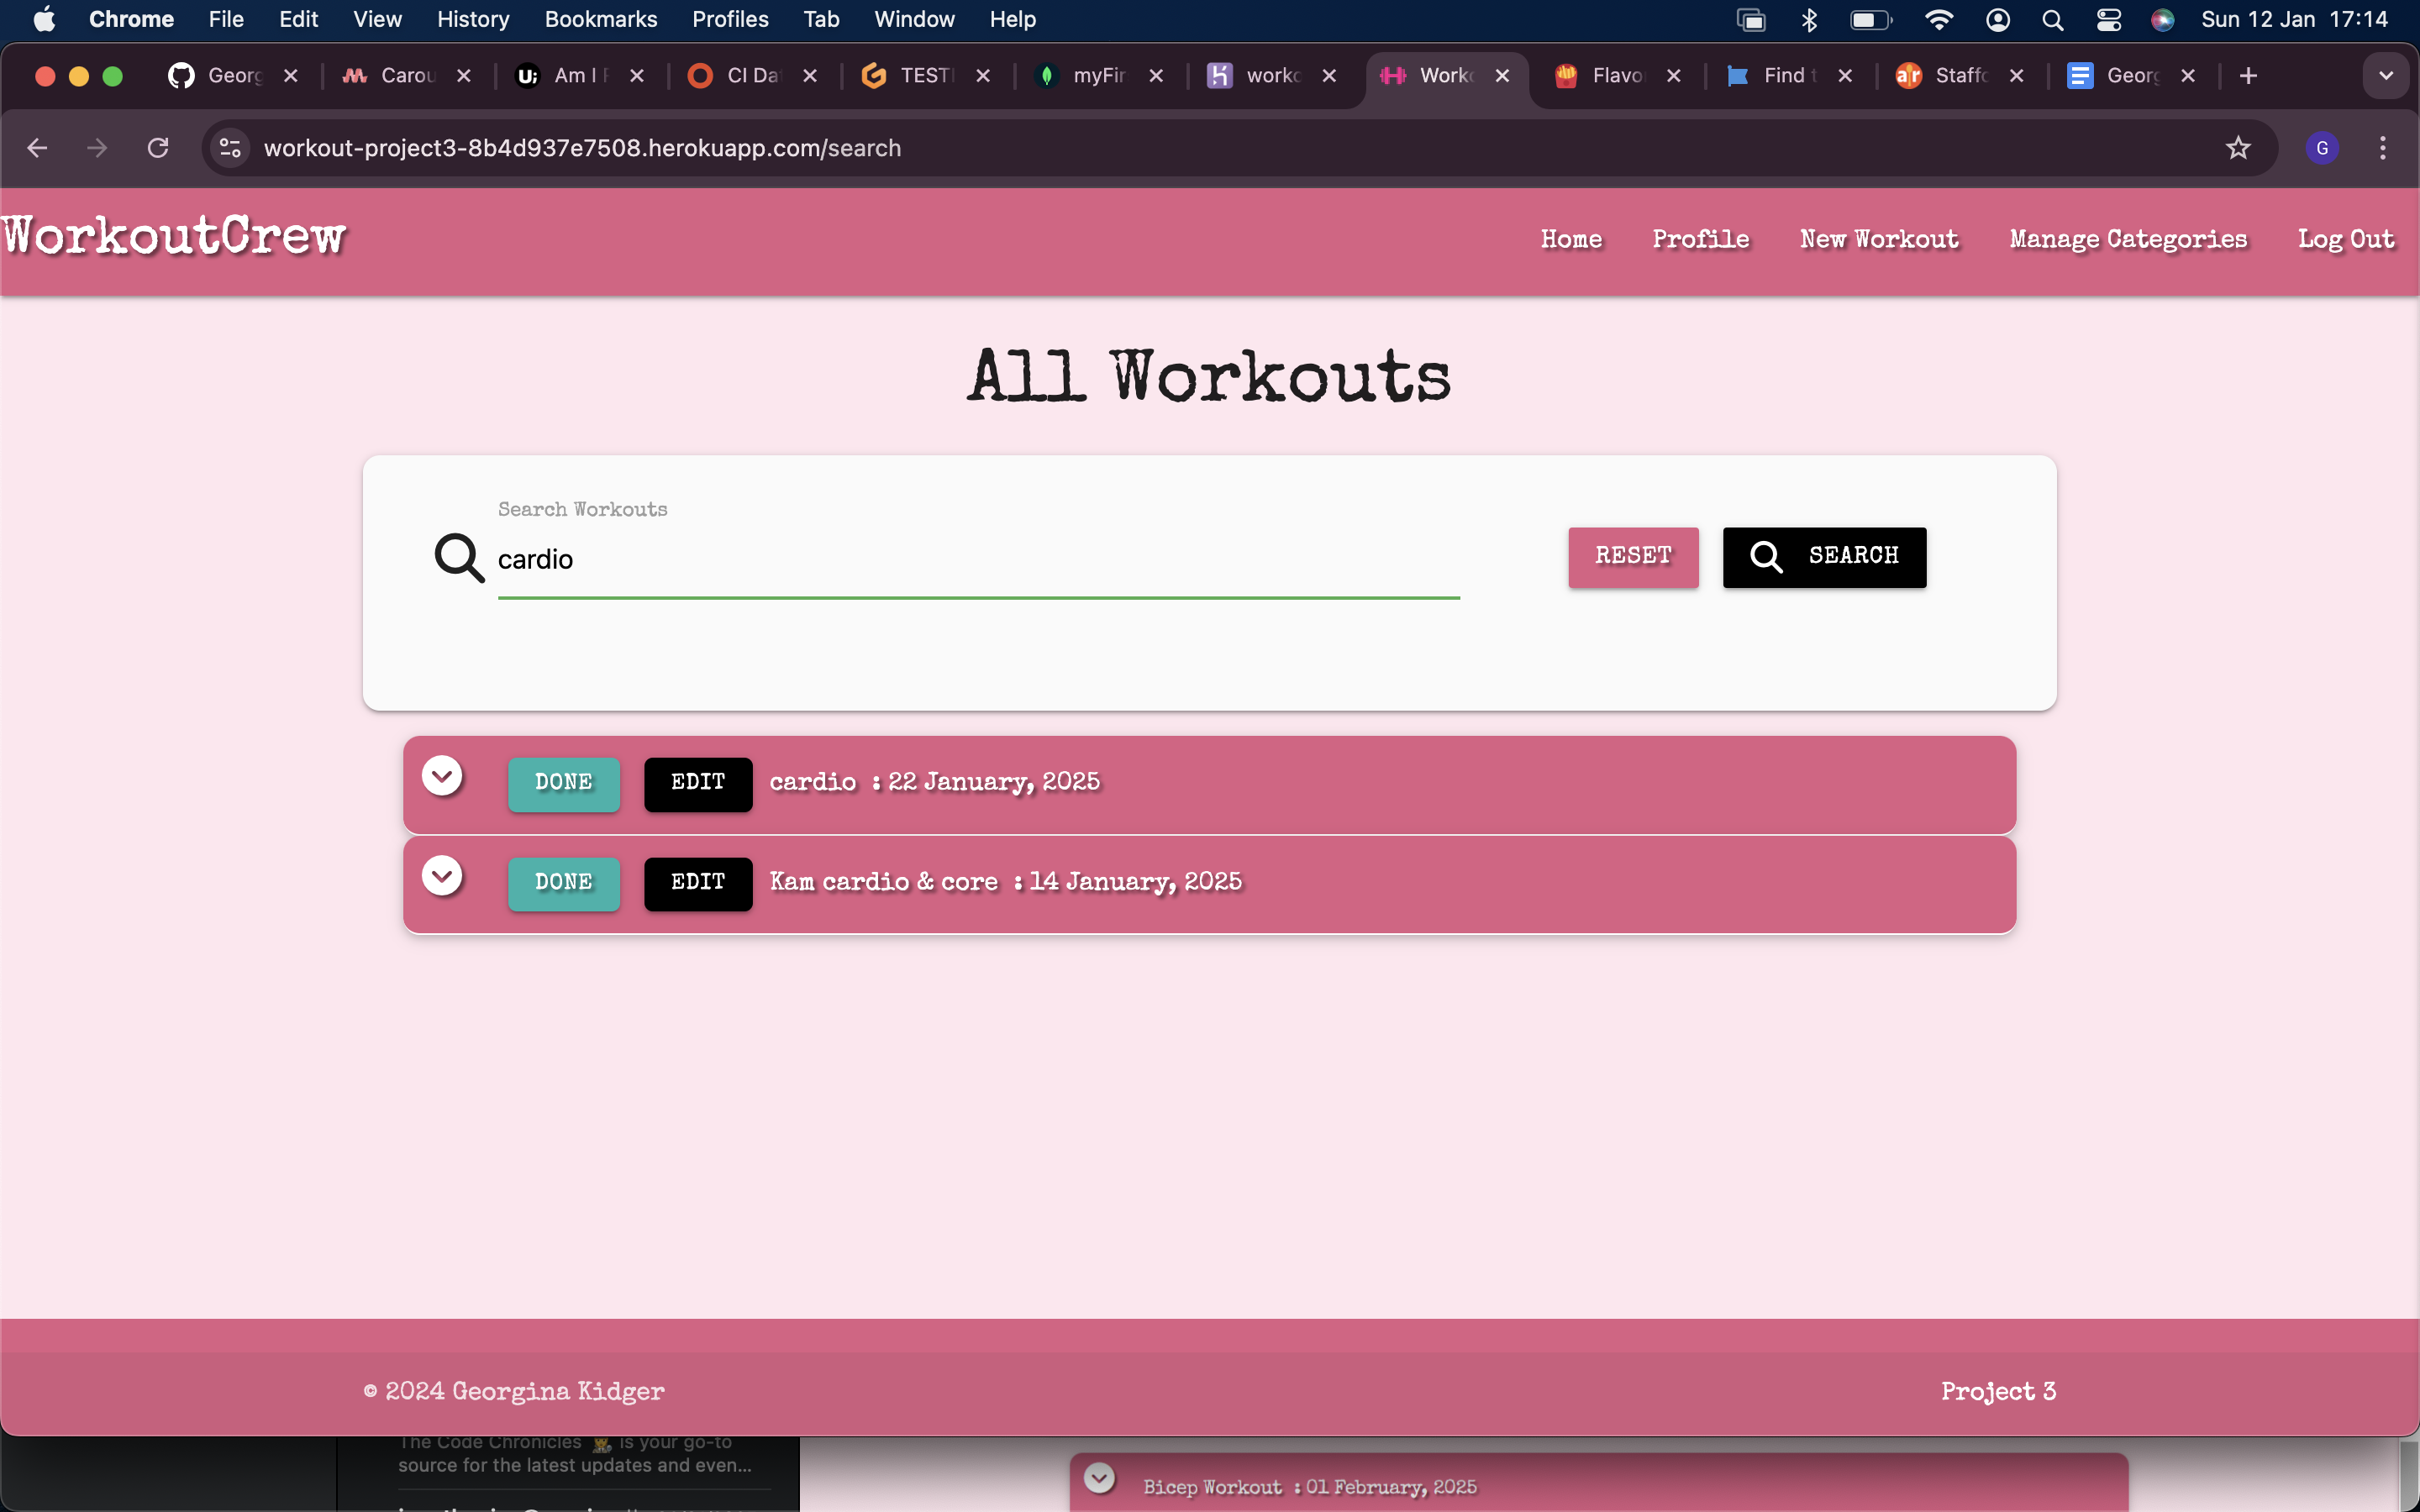 Chrome File Edit View History Bookmarks Profiles Tab Window Help Sun 12 Jan 17:14
Georg Carou Am I CI Da TESTI myFir workc Work Flavo Find t Staffo Georg
workout-project3-8b4d937e7508.herokuapp.com/search G
WorkoutCrew Home Profile New Workout Manage Categories Log Out
All Workouts
Search Workouts
cardio RESET SEARCH
DONE EDIT cardio : 22 January, 2025
DONE EDIT Kam cardio & core : 14 January, 2025
© 2024 Georgina Kidger Project 3
The Code Chronicles is your go-to
source for the latest updates and even...
Bicep Workout : 01 February, 2025